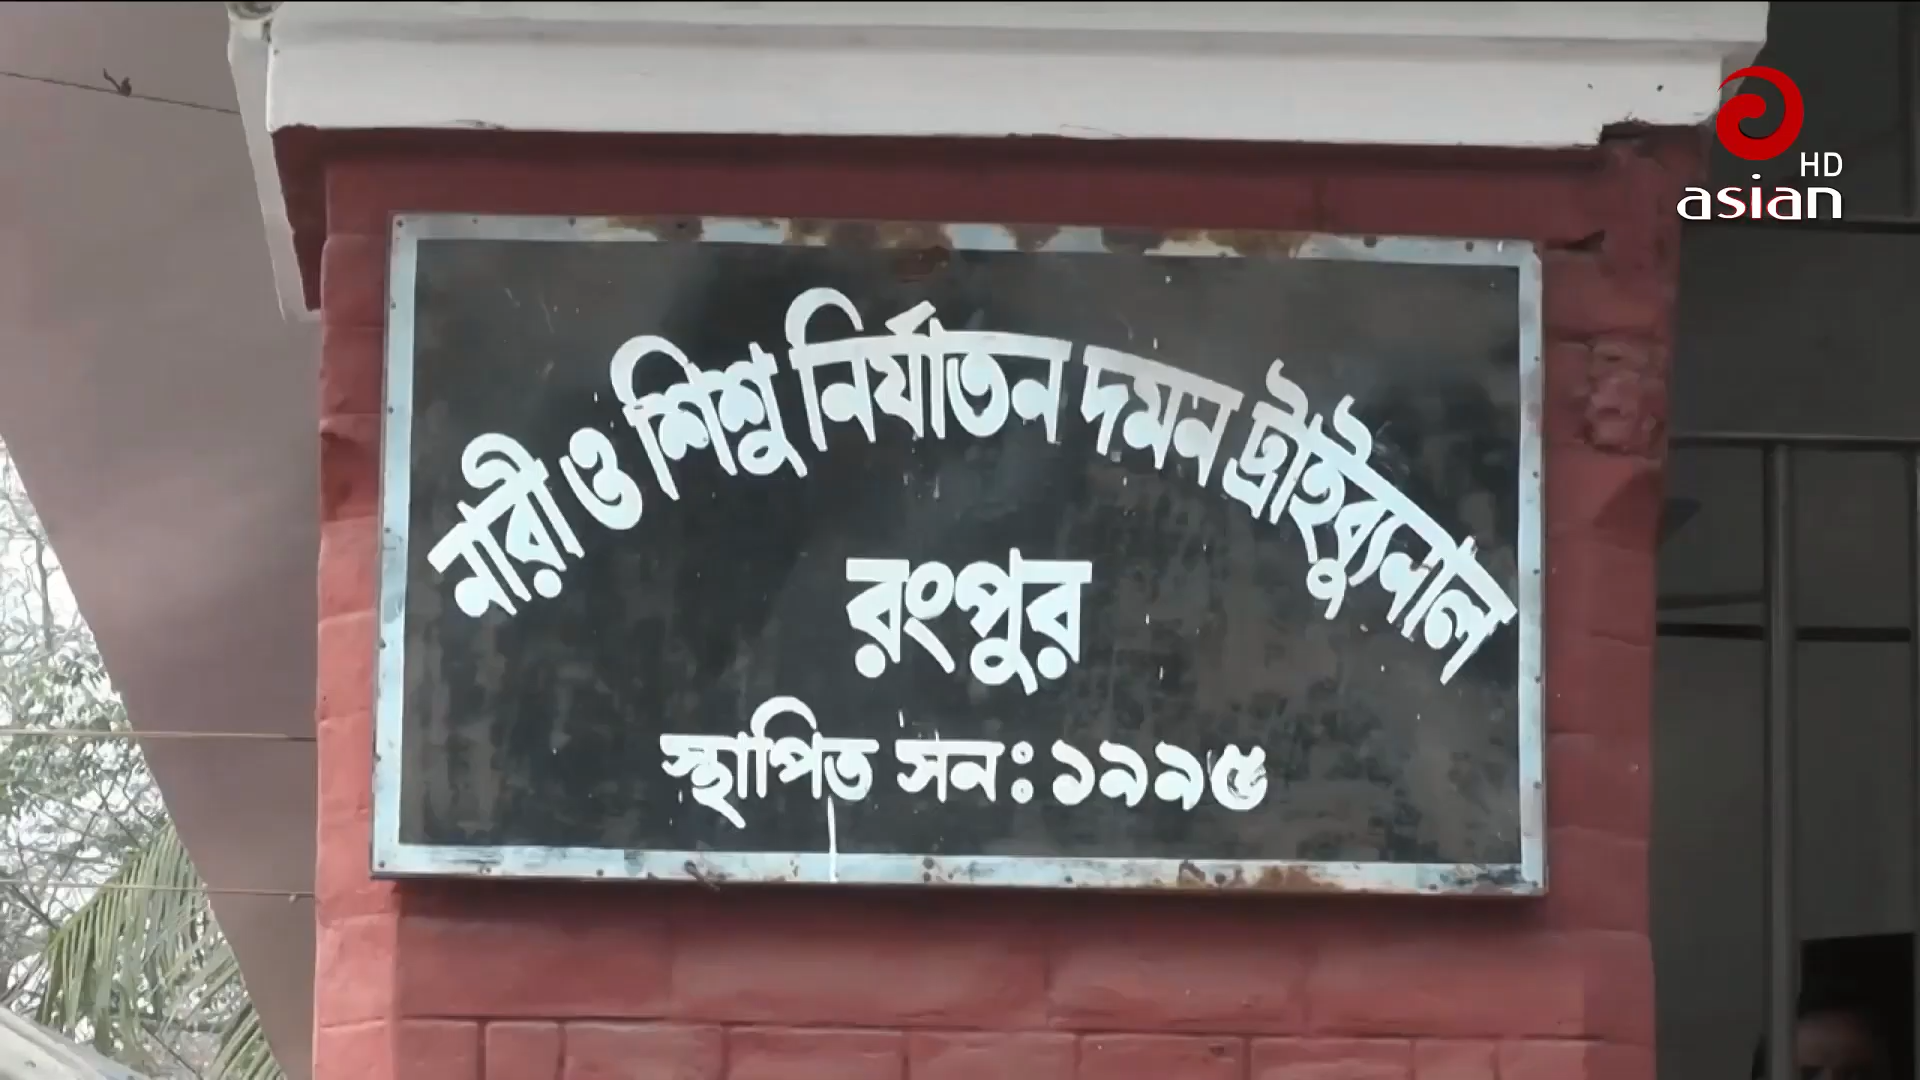 নারী ও শিশু নির্যাতন দমন ট্রাইব্যুনাল
রংপুর
স্থাপিত সন: ১৯৯৫
HD
asian